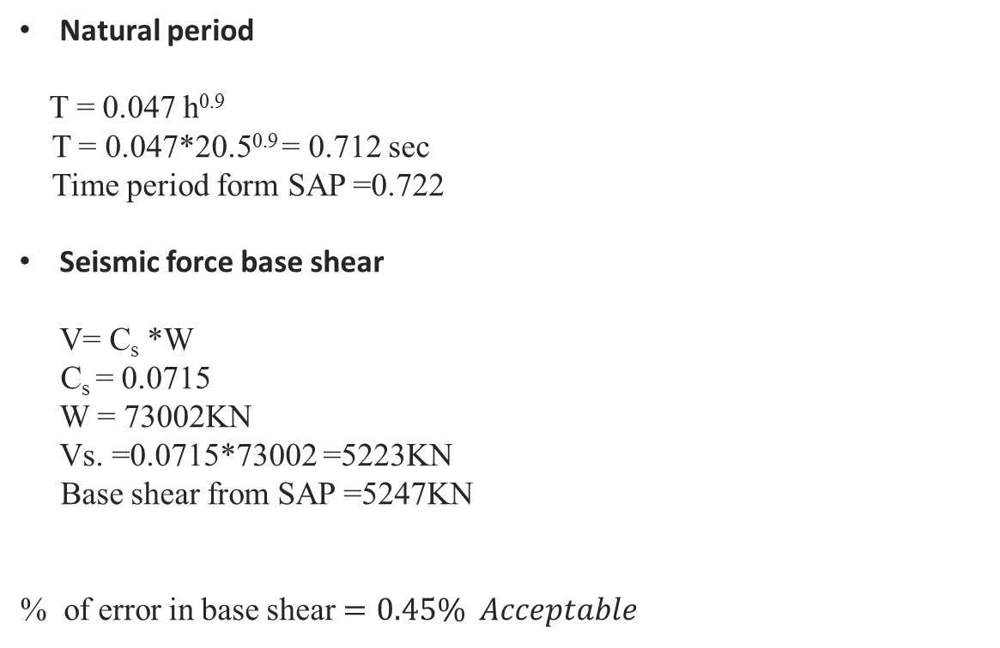 • Natural period
T = 0.047 h^0.9
T = 0.047*20.5^0.9 = 0.712 sec
Time period form SAP =0.722
• Seismic force base shear
V= C_s *W
C_s = 0.0715
W = 73002KN
Vs. =0.0715*73002 =5223KN
Base shear from SAP =5247KN
% of error in base shear = 0.45% Acceptable